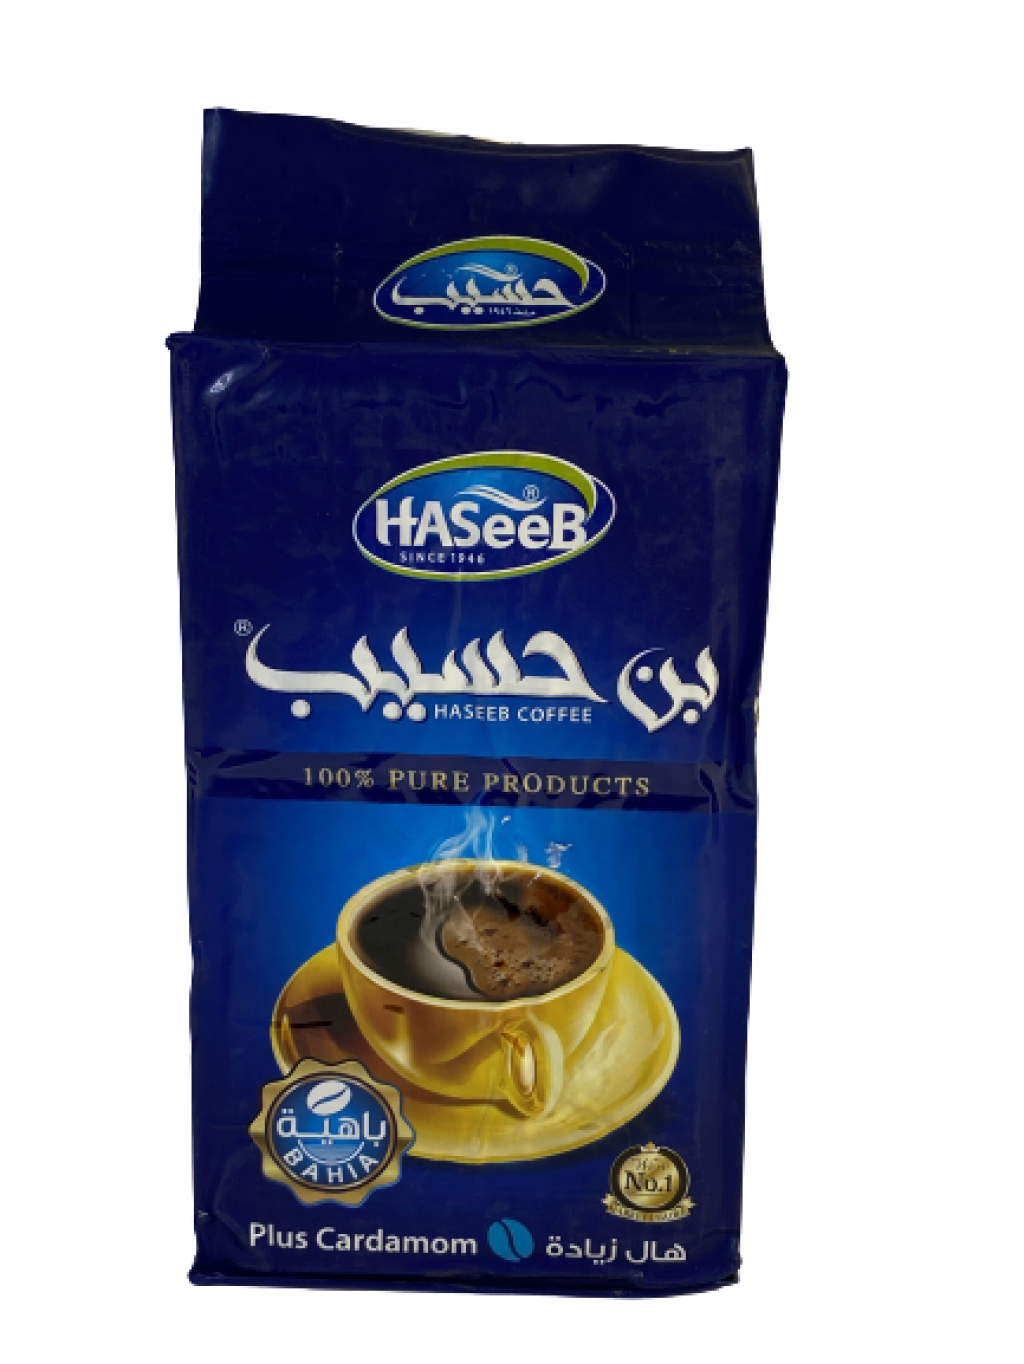 حسيب
®
١٩٤٦
®
HASeeB
SINCE 1946
بن حسيب
®
HASEEB COFFEE
100% PURE PRODUCTS
باهية
BAHIA
No.1
Plus Cardamom
هال زيادة